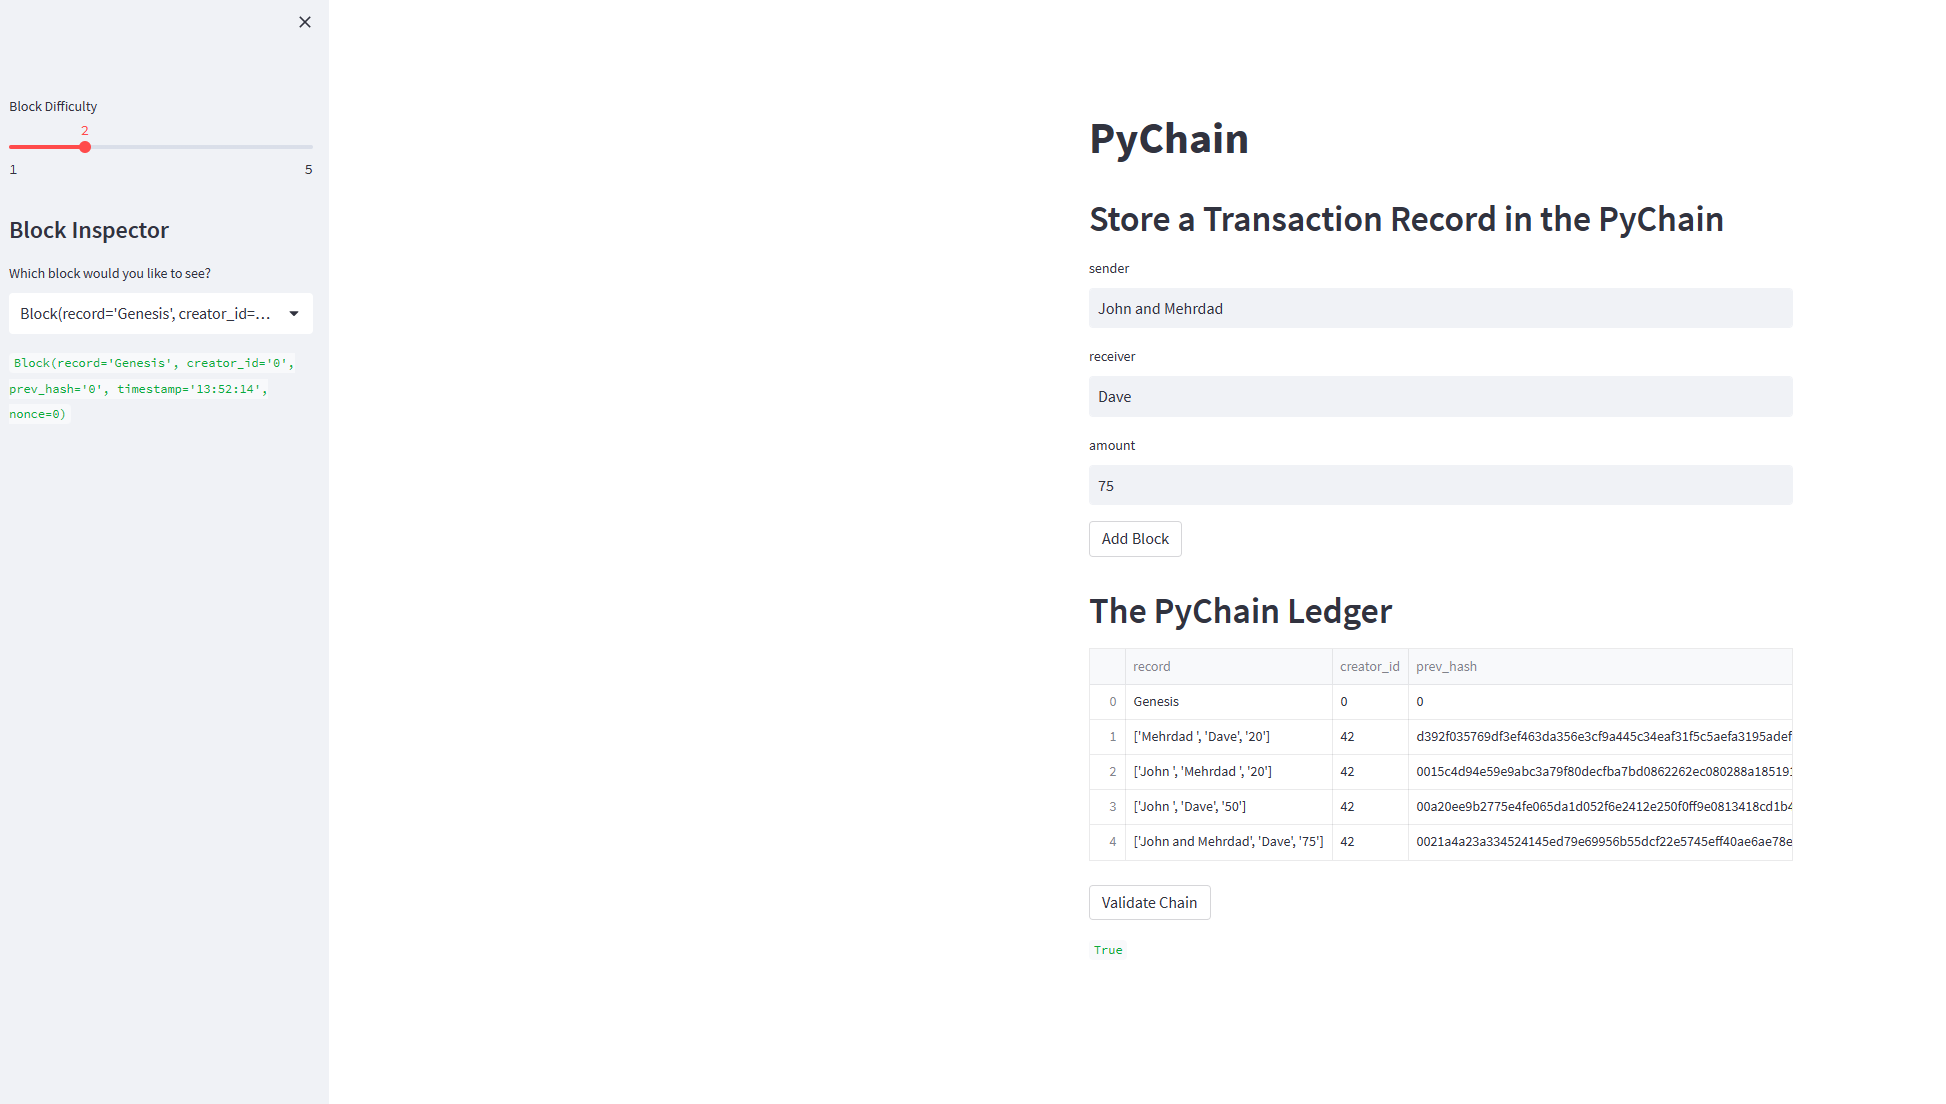 Block Difficulty
2
1 5
Block Inspector
Which block would you like to see?
Block(record='Genesis', creator_id=...
Block(record='Genesis', creator_id='0',
prev_hash='0', timestamp='13:52:14',
nonce=0)
PyChain
Store a Transaction Record in the PyChain
sender
John and Mehrdad
receiver
Dave
amount
75
Add Block
The PyChain Ledger
record creator_id prev_hash
0 Genesis 0 0
1 ['Mehrdad ', 'Dave', '20'] 42 d392f035769df3ef463da356e3cf9a445c34eaf31f5c5aefa3195adef
2 ['John ', 'Mehrdad ', '20'] 42 0015c4d94e59e9abc3a79f80decfba7bd0862262ec080288a18519
3 ['John ', 'Dave', '50'] 42 00a20ee9b2775e4fe065da1d052f6e2412e250f0ff9e0813418cd1b4
4 ['John and Mehrdad', 'Dave', '75'] 42 0021a4a23a334524145ed79e69956b55dcf22e5745eff40ae6ae78e
Validate Chain
True